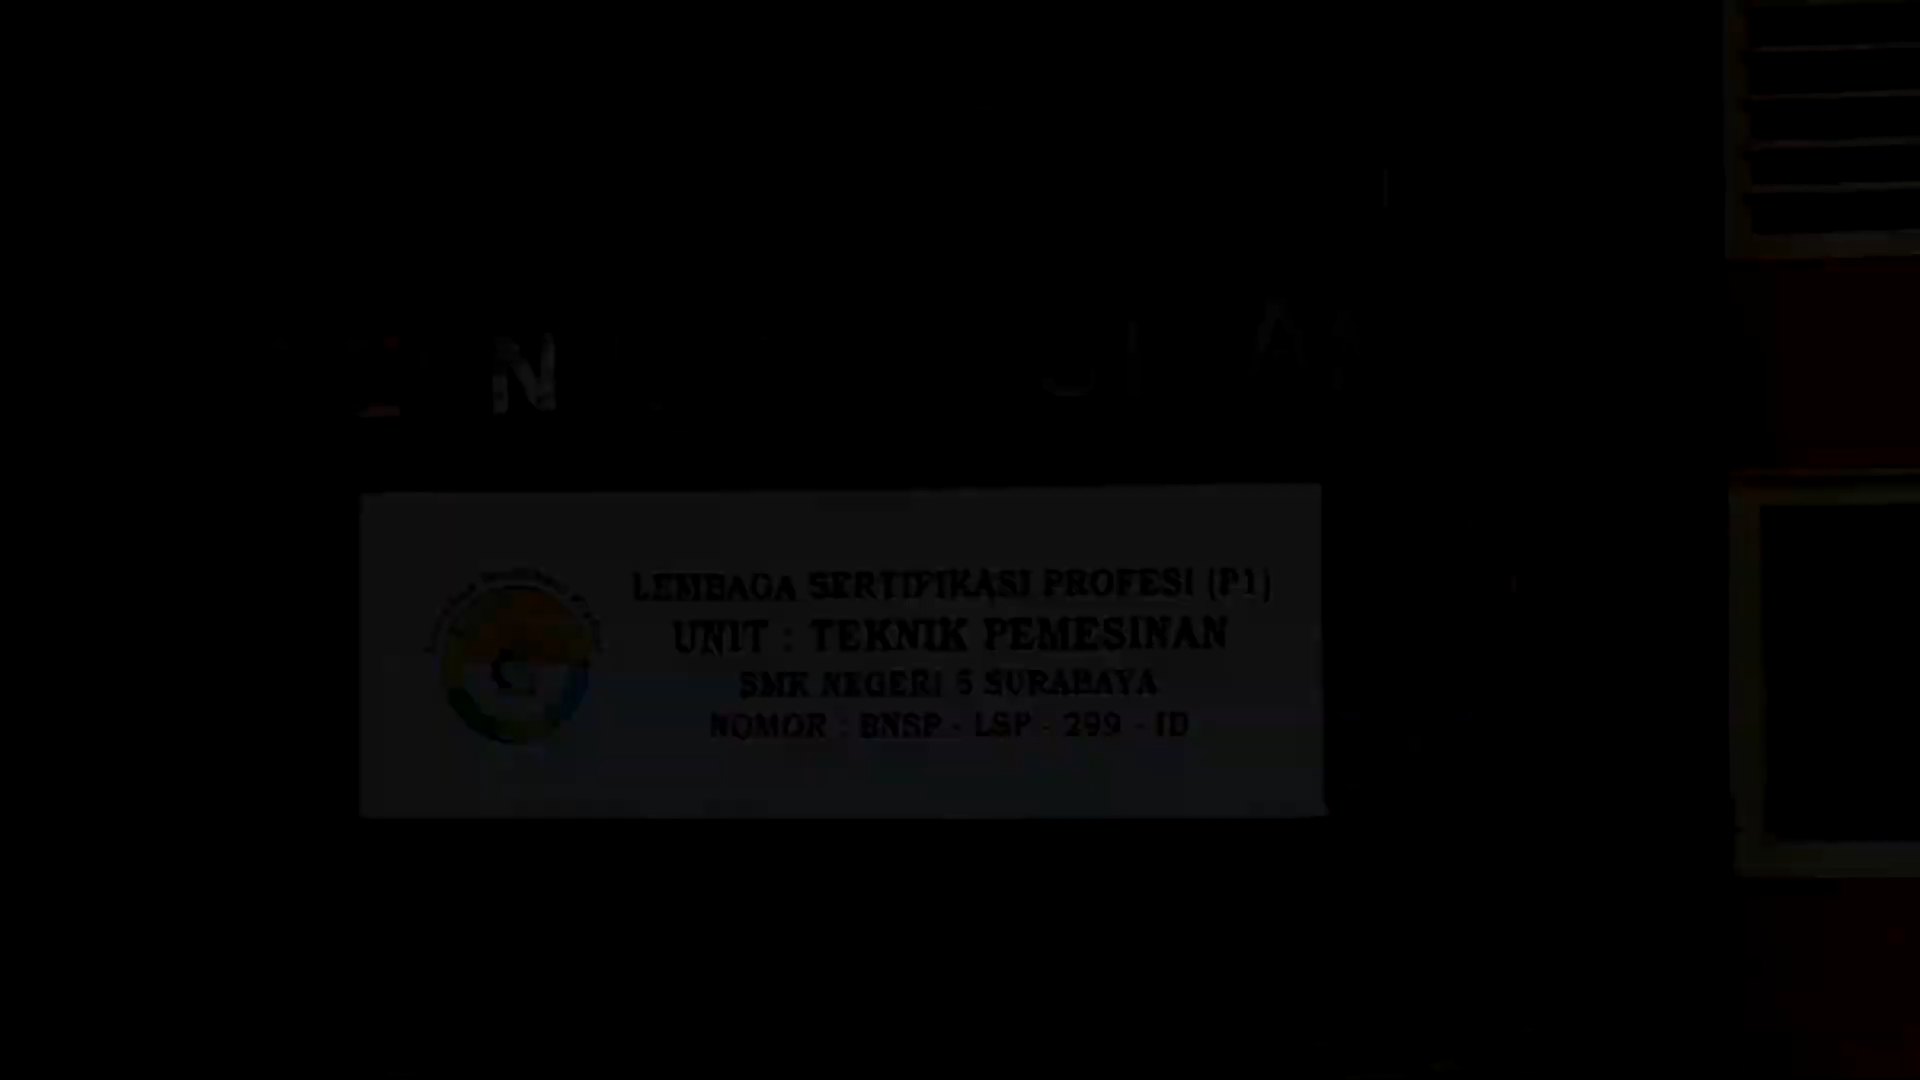 N
LEMBAGA SERTIFIKASI PROFESI (P1)
UNIT : TEKNIK PEMESINAN
SMK NEGERI 5 SURABAYA
NOMOR : BNSP - LSP - 299 - ID